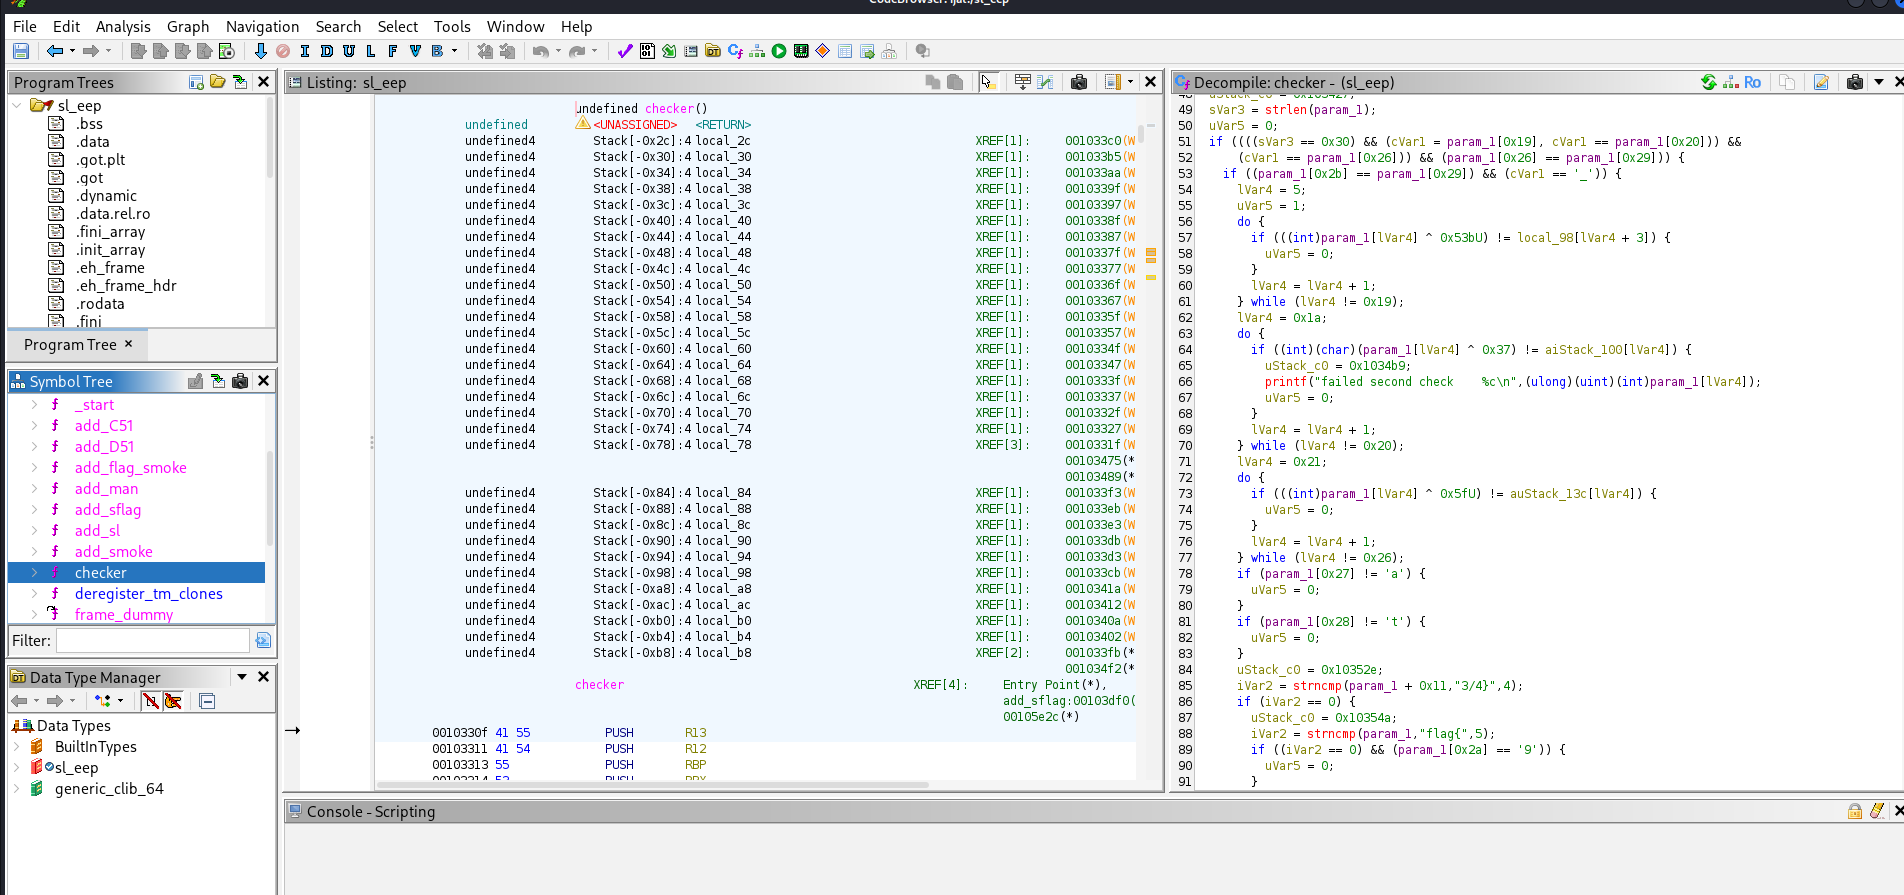 CodeBrowser: ijat:/sl_eep
File Edit Analysis Graph Navigation Search Select Tools Window Help
I D U L F V B
Program Trees
sl_eep
.bss
.data
.got.plt
.got
.dynamic
.data.rel.ro
.fini_array
.init_array
.eh_frame
.eh_frame_hdr
.rodata
.fini
Program Tree ×
Symbol Tree
f _start
f add_C51
f add_D51
f add_flag_smoke
f add_man
f add_sflag
f add_sl
f add_smoke
f checker
f deregister_tm_clones
f frame_dummy
Filter:
Data Type Manager
Data Types
BuiltInTypes
sl_eep
generic_clib_64
Listing: sl_eep
undefined checker()
undefined <UNASSIGNED> <RETURN>
undefined4 Stack[-0x2c]:4 local_2c XREF[1]: 001033c0(W
undefined4 Stack[-0x30]:4 local_30 XREF[1]: 001033b5(W
undefined4 Stack[-0x34]:4 local_34 XREF[1]: 001033aa(W
undefined4 Stack[-0x38]:4 local_38 XREF[1]: 0010339f(W
undefined4 Stack[-0x3c]:4 local_3c XREF[1]: 00103397(W
undefined4 Stack[-0x40]:4 local_40 XREF[1]: 0010338f(W
undefined4 Stack[-0x44]:4 local_44 XREF[1]: 00103387(W
undefined4 Stack[-0x48]:4 local_48 XREF[1]: 0010337f(W
undefined4 Stack[-0x4c]:4 local_4c XREF[1]: 00103377(W
undefined4 Stack[-0x50]:4 local_50 XREF[1]: 0010336f(W
undefined4 Stack[-0x54]:4 local_54 XREF[1]: 00103367(W
undefined4 Stack[-0x58]:4 local_58 XREF[1]: 0010335f(W
undefined4 Stack[-0x5c]:4 local_5c XREF[1]: 00103357(W
undefined4 Stack[-0x60]:4 local_60 XREF[1]: 0010334f(W
undefined4 Stack[-0x64]:4 local_64 XREF[1]: 00103347(W
undefined4 Stack[-0x68]:4 local_68 XREF[1]: 0010333f(W
undefined4 Stack[-0x6c]:4 local_6c XREF[1]: 00103337(W
undefined4 Stack[-0x70]:4 local_70 XREF[1]: 0010332f(W
undefined4 Stack[-0x74]:4 local_74 XREF[1]: 00103327(W
undefined4 Stack[-0x78]:4 local_78 XREF[3]: 0010331f(W
00103475(*
00103489(*
undefined4 Stack[-0x84]:4 local_84 XREF[1]: 001033f3(W
undefined4 Stack[-0x88]:4 local_88 XREF[1]: 001033eb(W
undefined4 Stack[-0x8c]:4 local_8c XREF[1]: 001033e3(W
undefined4 Stack[-0x90]:4 local_90 XREF[1]: 001033db(W
undefined4 Stack[-0x94]:4 local_94 XREF[1]: 001033d3(W
undefined4 Stack[-0x98]:4 local_98 XREF[1]: 001033cb(W
undefined4 Stack[-0xa8]:4 local_a8 XREF[1]: 0010341a(W
undefined4 Stack[-0xac]:4 local_ac XREF[1]: 00103412(W
undefined4 Stack[-0xb0]:4 local_b0 XREF[1]: 0010340a(W
undefined4 Stack[-0xb4]:4 local_b4 XREF[1]: 00103402(W
undefined4 Stack[-0xb8]:4 local_b8 XREF[2]: 001033fb(*
001034f2(*
checker XREF[4]: Entry Point(*),
add_sflag:00103df0(
00105e2c(*)
0010330f 41 55 PUSH R13
00103311 41 54 PUSH R12
00103313 55 PUSH RBP
00103314 53 PUSH RBX
Decompile: checker - (sl_eep)
48 uStack_c0 = 0x103427;
49 sVar3 = strlen(param_1);
50 uVar5 = 0;
51 if ((((sVar3 == 0x30) && (cVar1 = param_1[0x19], cVar1 == param_1[0x20])) &&
52 (cVar1 == param_1[0x26])) && (param_1[0x26] == param_1[0x29])) {
53 if ((param_1[0x2b] == param_1[0x29]) && (cVar1 == '_')) {
54 lVar4 = 5;
55 uVar5 = 1;
56 do {
57 if (((int)param_1[lVar4] ^ 0x53bU) != local_98[lVar4 + 3]) {
58 uVar5 = 0;
59 }
60 lVar4 = lVar4 + 1;
61 } while (lVar4 != 0x19);
62 lVar4 = 0x1a;
63 do {
64 if ((int)(char)(param_1[lVar4] ^ 0x37) != aiStack_100[lVar4]) {
65 uStack_c0 = 0x1034b9;
66 printf("failed second check    %c\n",(ulong)(uint)(int)param_1[lVar4]);
67 uVar5 = 0;
68 }
69 lVar4 = lVar4 + 1;
70 } while (lVar4 != 0x20);
71 lVar4 = 0x21;
72 do {
73 if (((int)param_1[lVar4] ^ 0x5fU) != auStack_13c[lVar4]) {
74 uVar5 = 0;
75 }
76 lVar4 = lVar4 + 1;
77 } while (lVar4 != 0x26);
78 if (param_1[0x27] != 'a') {
79 uVar5 = 0;
80 }
81 if (param_1[0x28] != 't') {
82 uVar5 = 0;
83 }
84 uStack_c0 = 0x10352e;
85 iVar2 = strncmp(param_1 + 0x11,"3/4}",4);
86 if (iVar2 == 0) {
87 uStack_c0 = 0x10354a;
88 iVar2 = strncmp(param_1,"flag{",5);
89 if ((iVar2 == 0) && (param_1[0x2a] == '9')) {
90 uVar5 = 0;
91 }
Console - Scripting